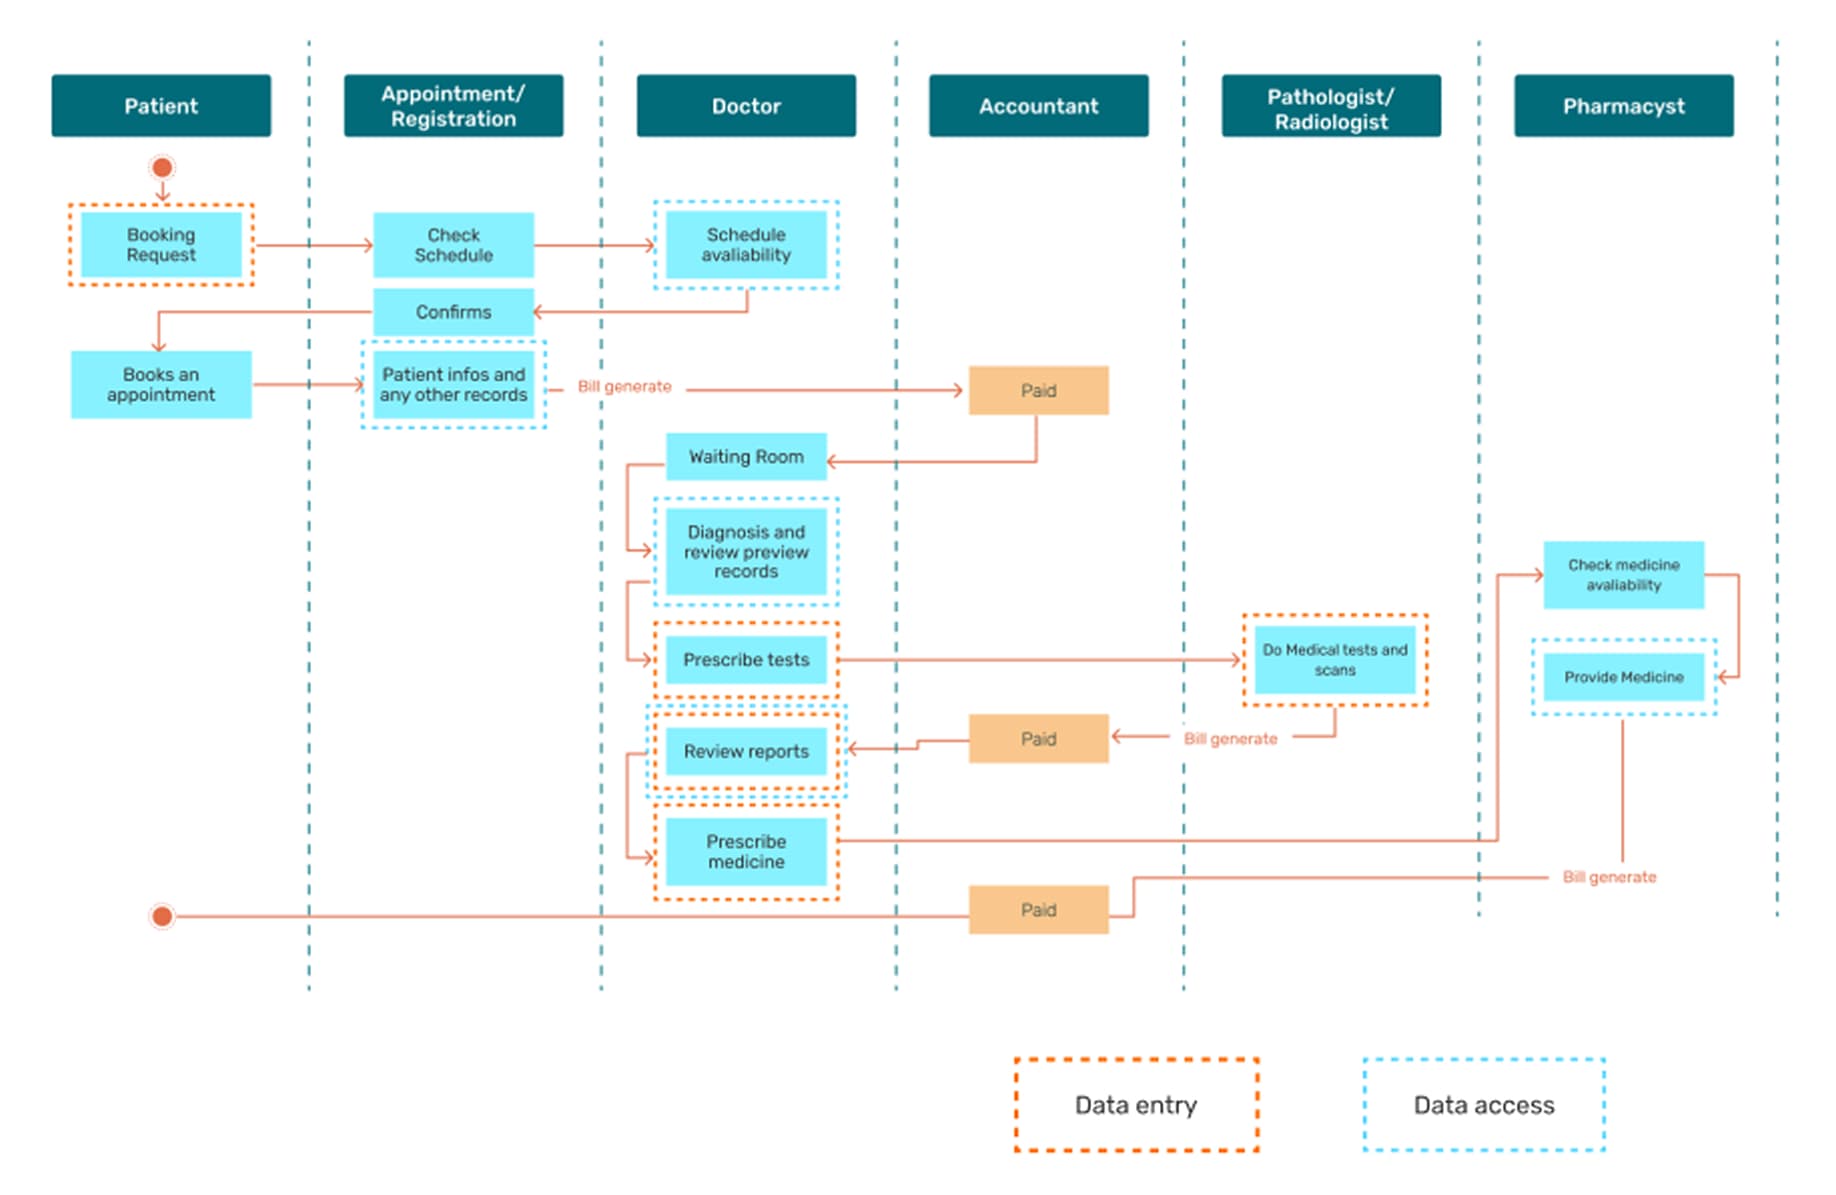 Patient
Appointment/
Registration
Doctor
Accountant
Pathologist/
Radiologist
Pharmacyst
Booking
Request
Check
Schedule
Schedule
avaliability
Confirms
Books an
appointment
Patient infos and
any other records
Bill generate
Paid
Waiting Room
Diagnosis and
review preview
records
Check medicine
avaliability
Prescribe tests
Do Medical tests and
scans
Provide Medicine
Review reports
Paid
Bill generate
Prescribe
medicine
Bill generate
Paid
Data entry
Data access